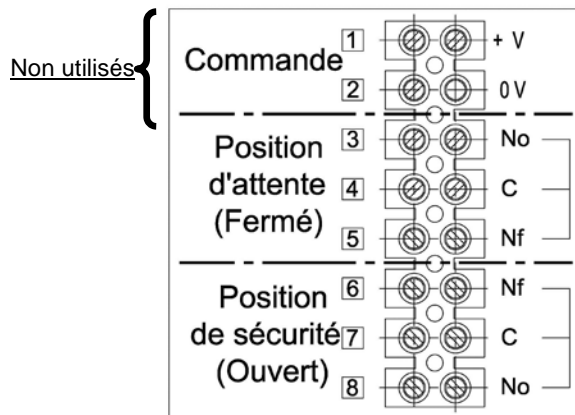 Non utilisés
Commande
1 + V
2 0 V
Position d'attente (Fermé)
3 No
4 C
5 Nf
Position de sécurité (Ouvert)
6 Nf
7 C
8 No